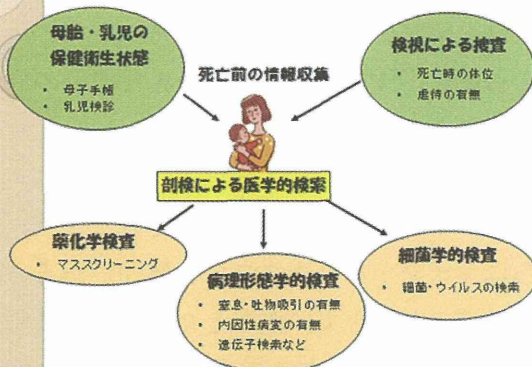 母胎・乳児の
保健衛生状態
・ 母子手帳
・ 乳児検診
死亡前の情報収集
検視による捜査
・ 死亡時の体位
・ 虐待の有無
剖検による医学的検索
薬化学検査
・ マススクリーニング
病理形態学的検査
・ 窒息・吐物吸引の有無
・ 内因性病変の有無
・ 遺伝子検索など
細菌学的検査
・ 細菌・ウイルスの検索